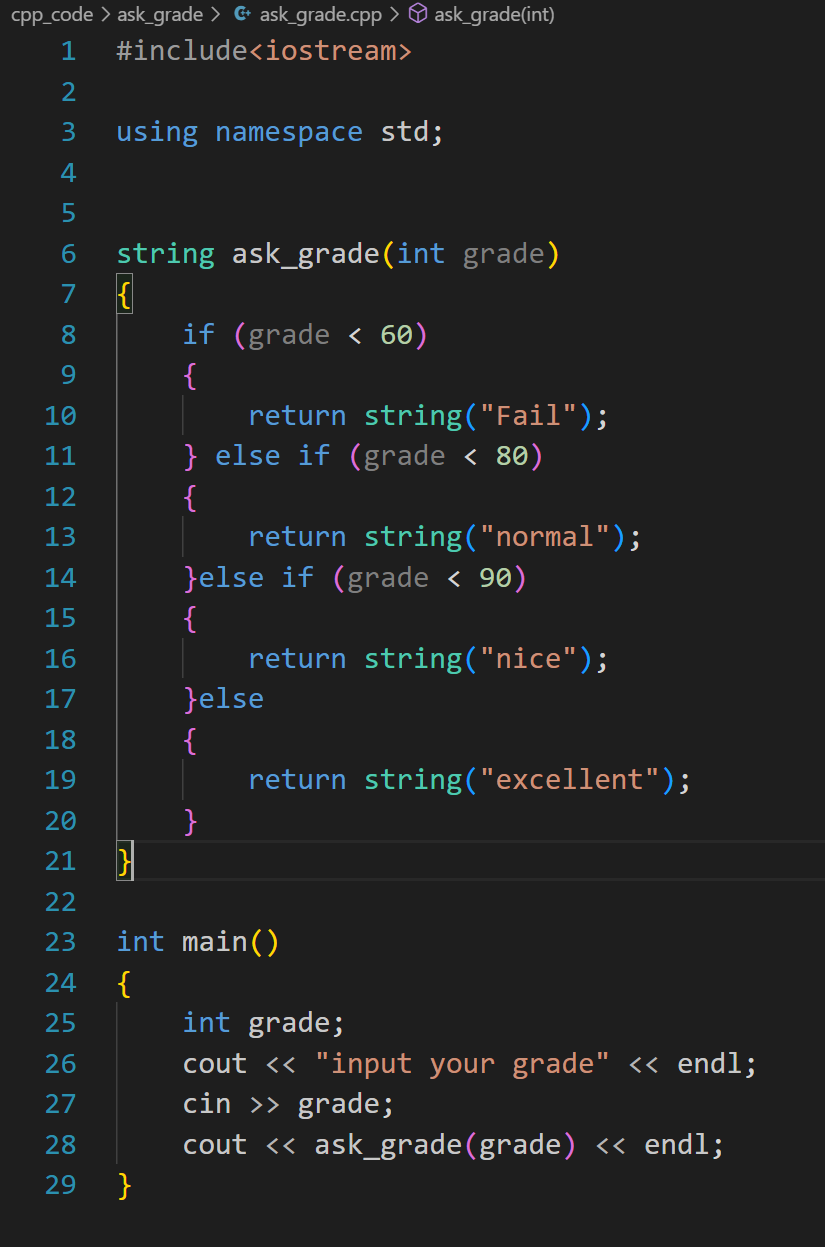 cpp_code > ask_grade > ask_grade.cpp > ask_grade(int)
1 #include<iostream>
2
3 using namespace std;
4
5
6 string ask_grade(int grade)
7 {
8     if (grade < 60)
9     {
10         return string("Fail");
11     } else if (grade < 80)
12     {
13         return string("normal");
14     }else if (grade < 90)
15     {
16         return string("nice");
17     }else
18     {
19         return string("excellent");
20     }
21 }
22
23 int main()
24 {
25     int grade;
26     cout << "input your grade" << endl;
27     cin >> grade;
28     cout << ask_grade(grade) << endl;
29 }